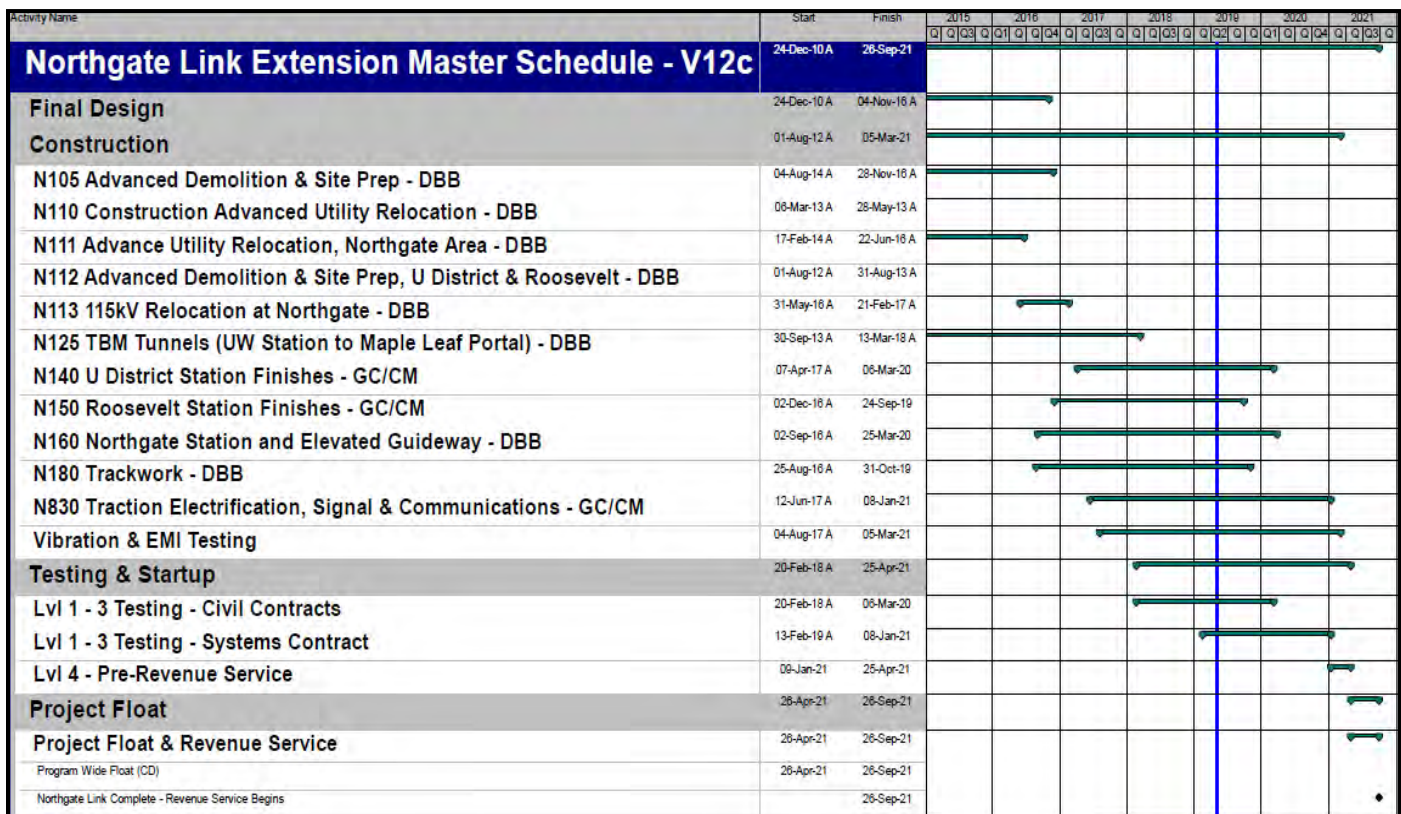 Activity Name Start Finish 2015 2016 2017 2018 2019 2020 2021
Q Q Q3 Q Q1 Q Q Q4 Q Q Q3 Q Q Q Q3 Q Q Q2 Q Q Q1 Q Q Q4 Q Q Q3 Q
Northgate Link Extension Master Schedule - V12c 24-Dec-10 A 26-Sep-21
Final Design 24-Dec-10 A 04-Nov-16 A
Construction 01-Aug-12 A 05-Mar-21
N105 Advanced Demolition & Site Prep - DBB 04-Aug-14 A 28-Nov-16 A
N110 Construction Advanced Utility Relocation - DBB 06-Mar-13 A 28-May-13 A
N111 Advance Utility Relocation, Northgate Area - DBB 17-Feb-14 A 22-Jun-16 A
N112 Advanced Demolition & Site Prep, U District & Roosevelt - DBB 01-Aug-12 A 31-Aug-13 A
N113 115kV Relocation at Northgate - DBB 31-May-16 A 21-Feb-17 A
N125 TBM Tunnels (UW Station to Maple Leaf Portal) - DBB 30-Sep-13 A 13-Mar-18 A
N140 U District Station Finishes - GC/CM 07-Apr-17 A 06-Mar-20
N150 Roosevelt Station Finishes - GC/CM 02-Dec-16 A 24-Sep-19
N160 Northgate Station and Elevated Guideway - DBB 02-Sep-16 A 25-Mar-20
N180 Trackwork - DBB 25-Aug-16 A 31-Oct-19
N830 Traction Electrification, Signal & Communications - GC/CM 12-Jun-17 A 08-Jan-21
Vibration & EMI Testing 04-Aug-17 A 05-Mar-21
Testing & Startup 20-Feb-18 A 25-Apr-21
Lvl 1 - 3 Testing - Civil Contracts 20-Feb-18 A 06-Mar-20
Lvl 1 - 3 Testing - Systems Contract 13-Feb-19 A 08-Jan-21
Lvl 4 - Pre-Revenue Service 09-Jan-21 25-Apr-21
Project Float 26-Apr-21 26-Sep-21
Project Float & Revenue Service 26-Apr-21 26-Sep-21
Program Wide Float (CD) 26-Apr-21 26-Sep-21
Northgate Link Complete - Revenue Service Begins 26-Sep-21